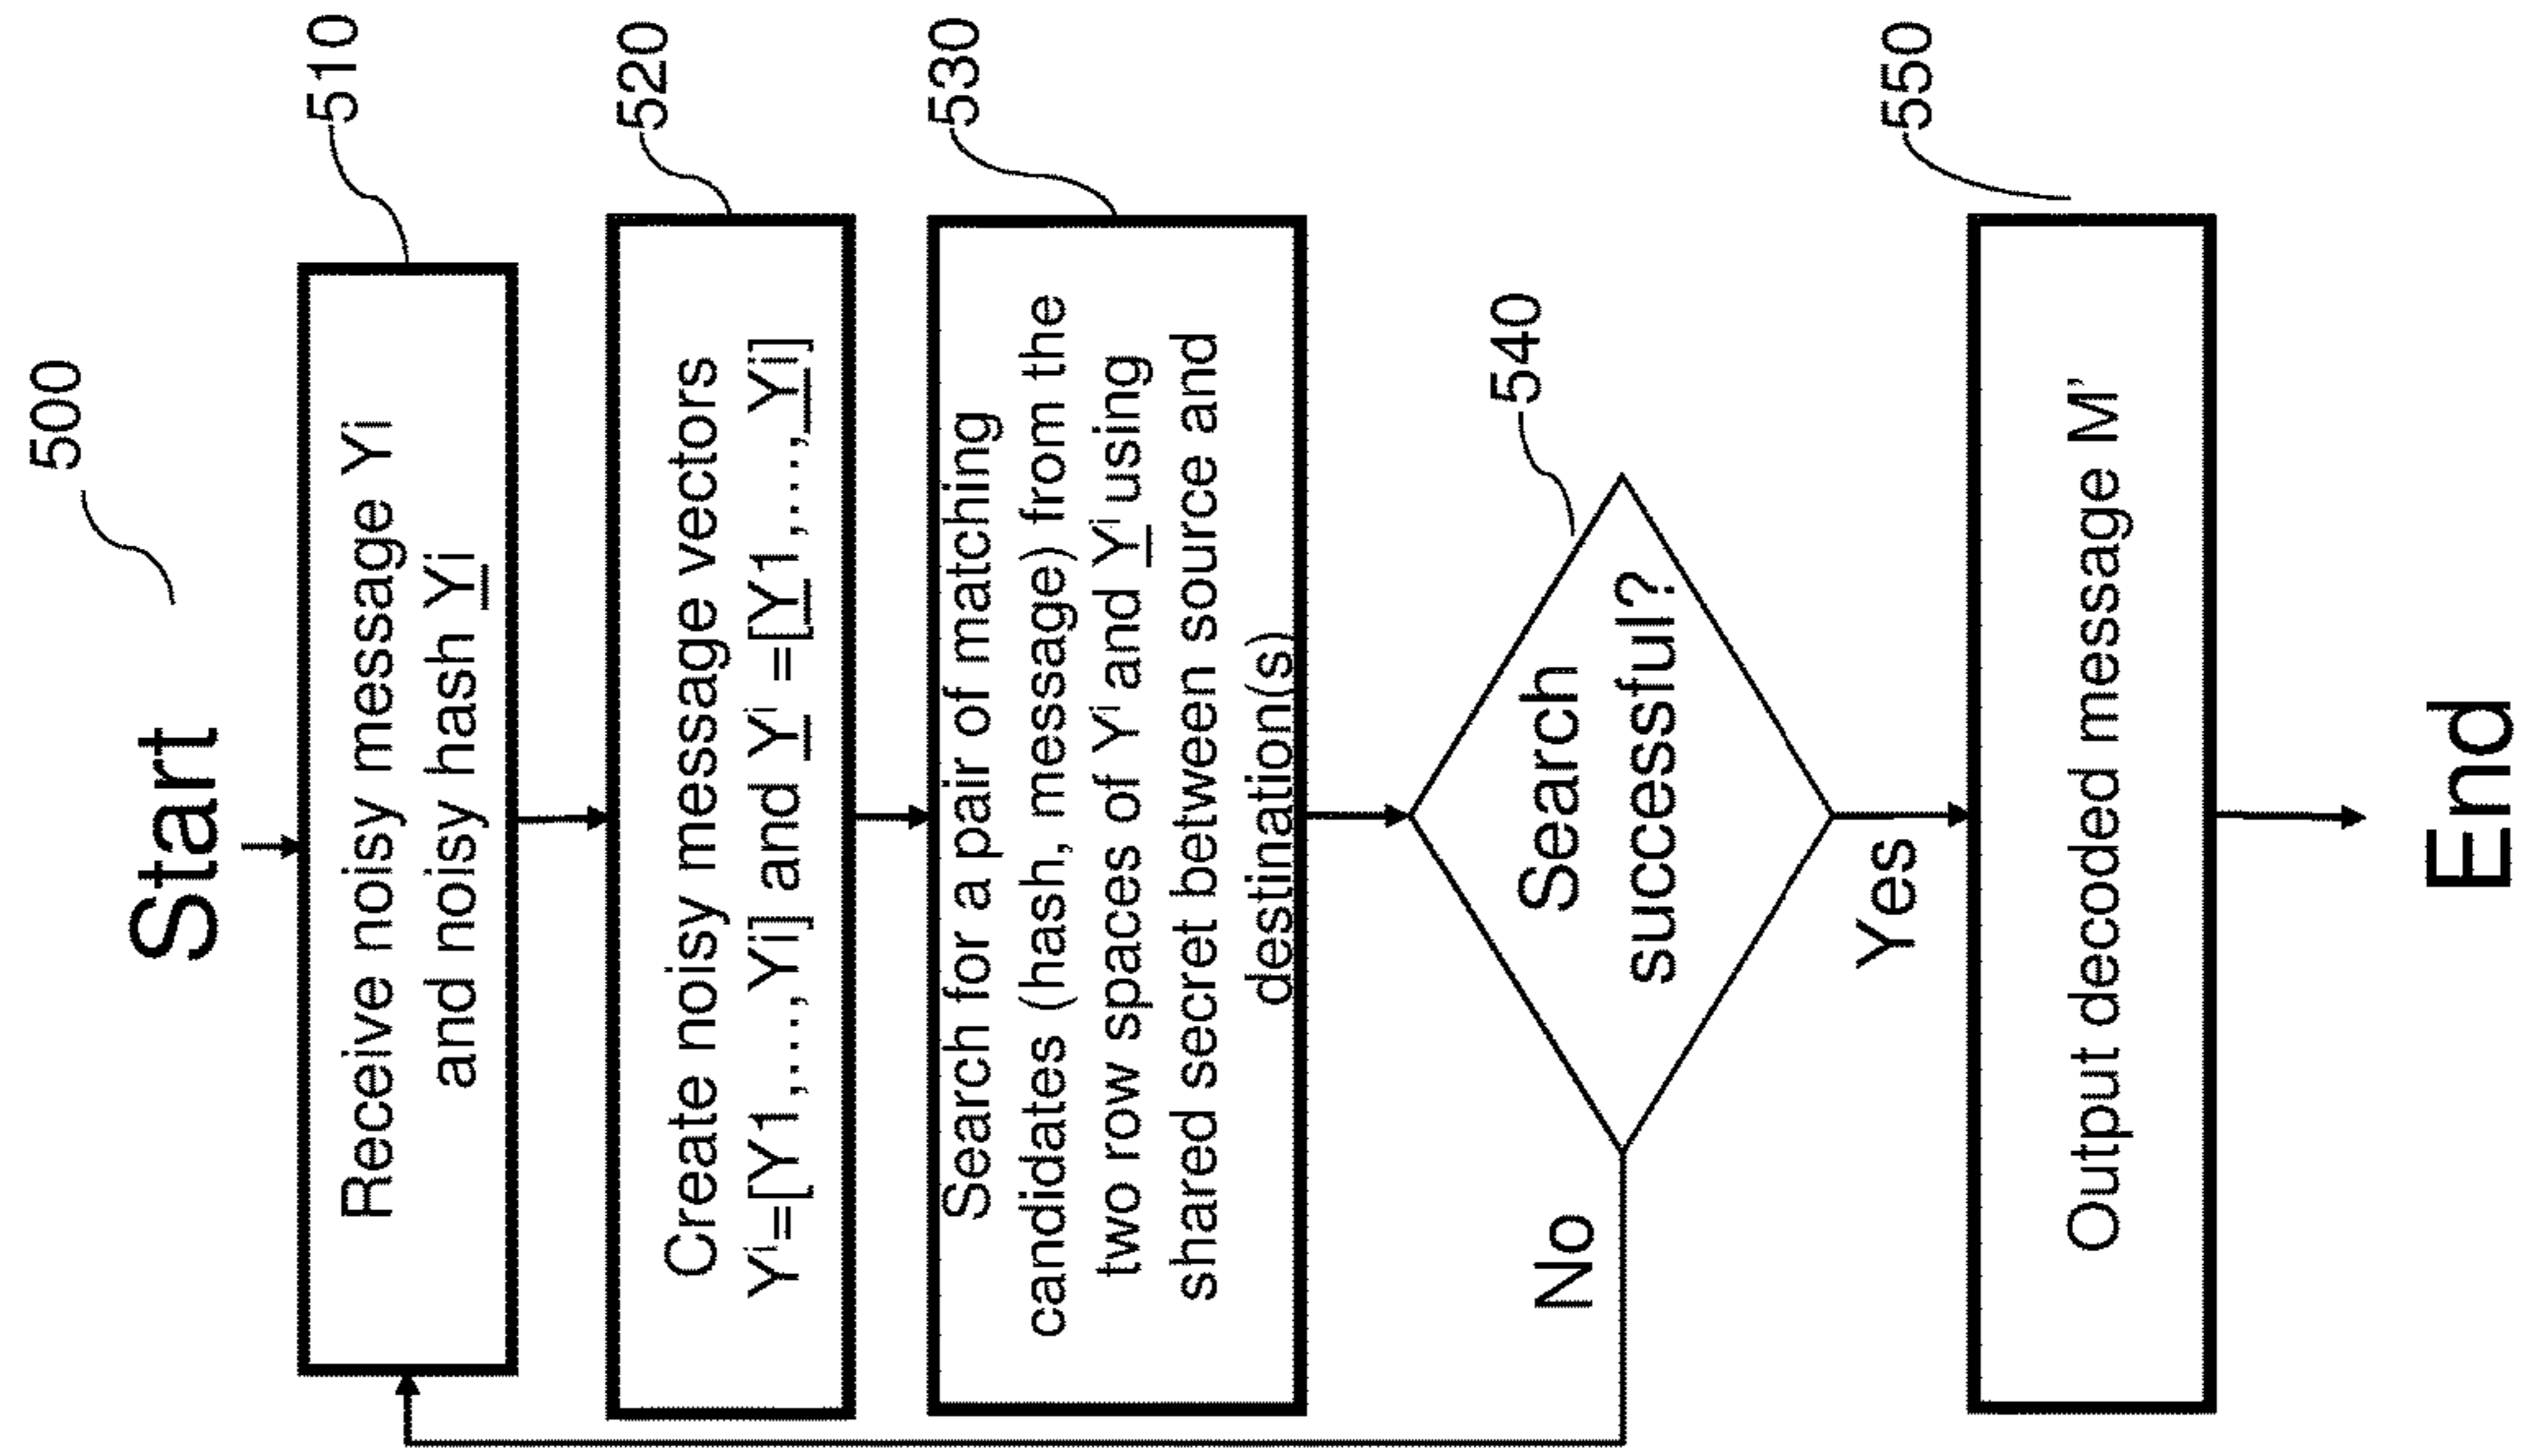 500
Start
510
Receive noisy message Yi
and noisy hash Yi
520
Create noisy message vectors
Yⁱ=[Y1,...,Yi] and Yⁱ =[Y1,...,Yi]
530
Search for a pair of matching
candidates (hash, message) from the
two row spaces of Yⁱ and Yⁱ using
shared secret between source and
destination(s)
540
Search
successful?
No
Yes
550
Output decoded message M'
End